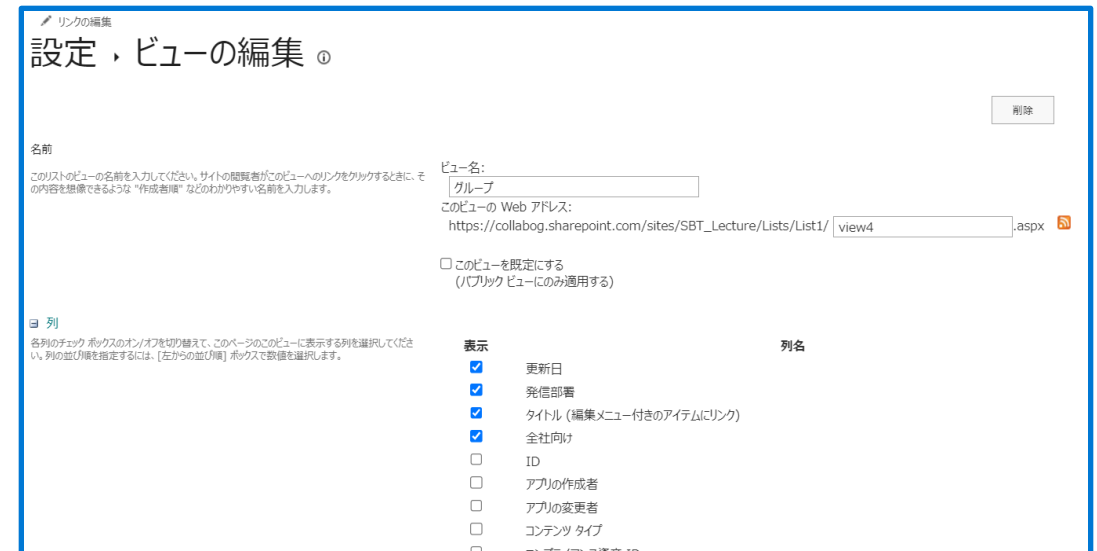 リンクの編集
設定 ▸ ビューの編集
削除
名前
このリストのビューの名前を入力してください。サイトの閲覧者がこのビューへのリンクをクリックするときに、そ
の内容を想像できるような "作成者順" などのわかりやすい名前を入力します。
ビュー名:
グループ
このビューの Web アドレス:
https://collabog.sharepoint.com/sites/SBT_Lecture/Lists/List1/ view4 .aspx
このビューを既定にする
(パブリック ビューにのみ適用する)
列
各列のチェック ボックスのオン/オフを切り替えて、このページのこのビューに表示する列を選択してくださ
い。列の並び順を指定するには、[左からの並び順] ボックスで数値を選択します。
表示 列名
更新日
発信部署
タイトル (編集メニュー付きのアイテムにリンク)
全社向け
ID
アプリの作成者
アプリの変更者
コンテンツ タイプ